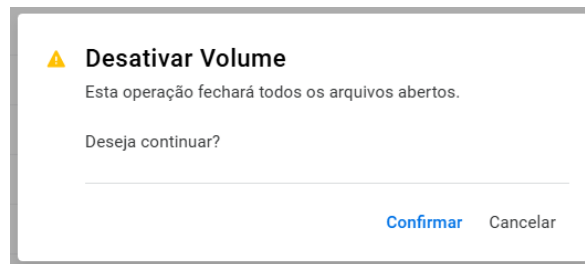 Desativar Volume
Esta operação fechará todos os arquivos abertos.
Deseja continuar?
Confirmar Cancelar